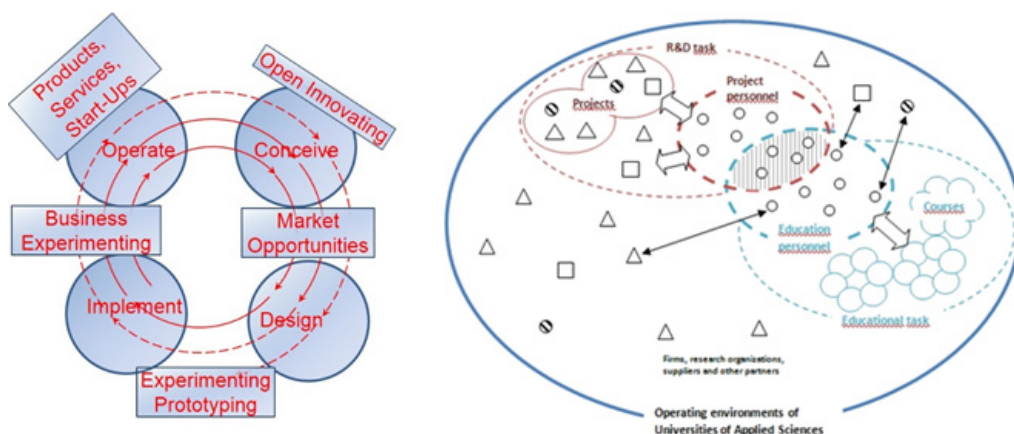 Products,
Services,
Start-Ups
Open Innovating
Operate
Conceive
Business
Experimenting
Market
Opportunities
Implement
Design
Experimenting
Prototyping
R&D task
Projects
Project
personnel
Courses
Education
personnel
Educational task
Firms, research organizations,
suppliers and other partners
Operating environments of
Universities of Applied Sciences